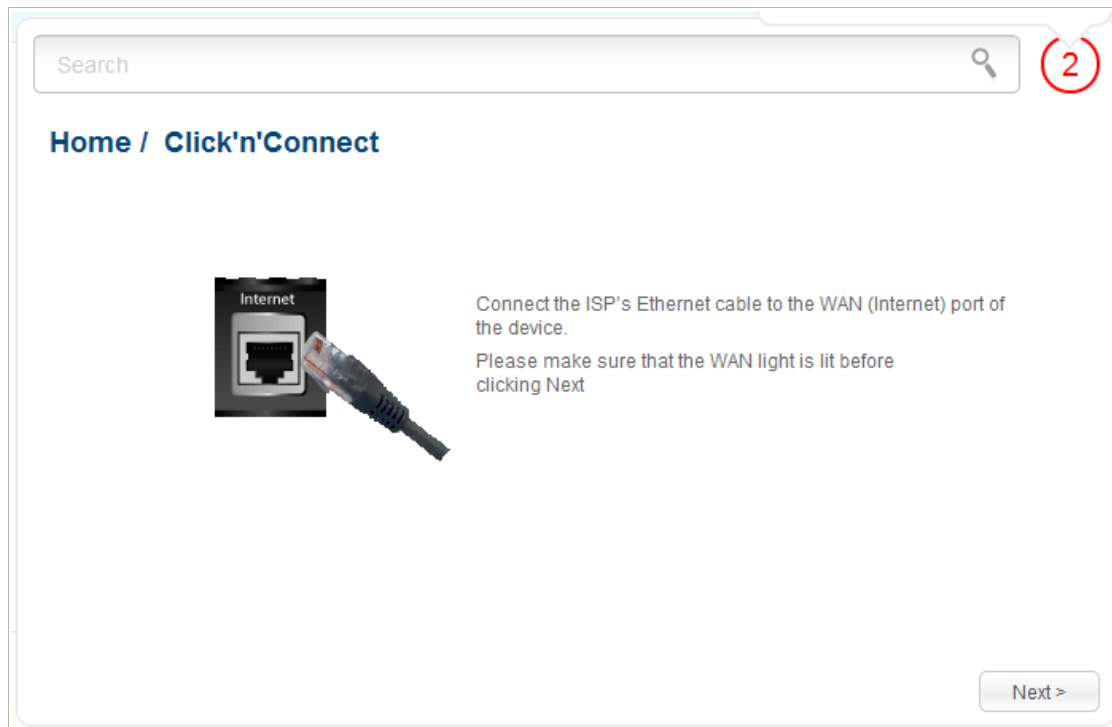 Search
2
Home / Click'n'Connect
Internet
Connect the ISP's Ethernet cable to the WAN (Internet) port of
the device.
Please make sure that the WAN light is lit before
clicking Next
Next >